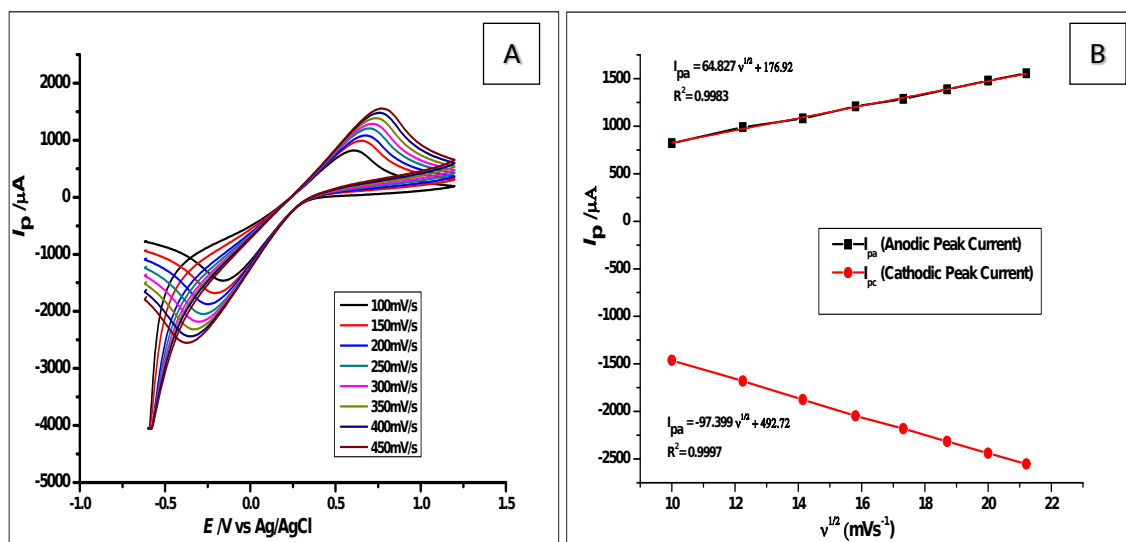 A
2000
1000
0
-1000
-2000
-3000
-4000
-5000
-1.0
-0.5
0.0
0.5
1.0
1.5
Ip /μA
E /V vs Ag/AgCl
100mV/s
150mV/s
200mV/s
250mV/s
300mV/s
350mV/s
400mV/s
450mV/s
B
Ipa = 64.827 ν1/2 + 176.92
R2 = 0.9983
1500
1000
500
0
-500
-1000
-1500
-2000
-2500
Ip /μA
Ipa (Anodic Peak Current)
Ipc (Cathodic Peak Current)
Ipa = -97.399 ν1/2 + 492.72
R2 = 0.9997
10
12
14
16
18
20
22
ν1/2 (mVs-1)